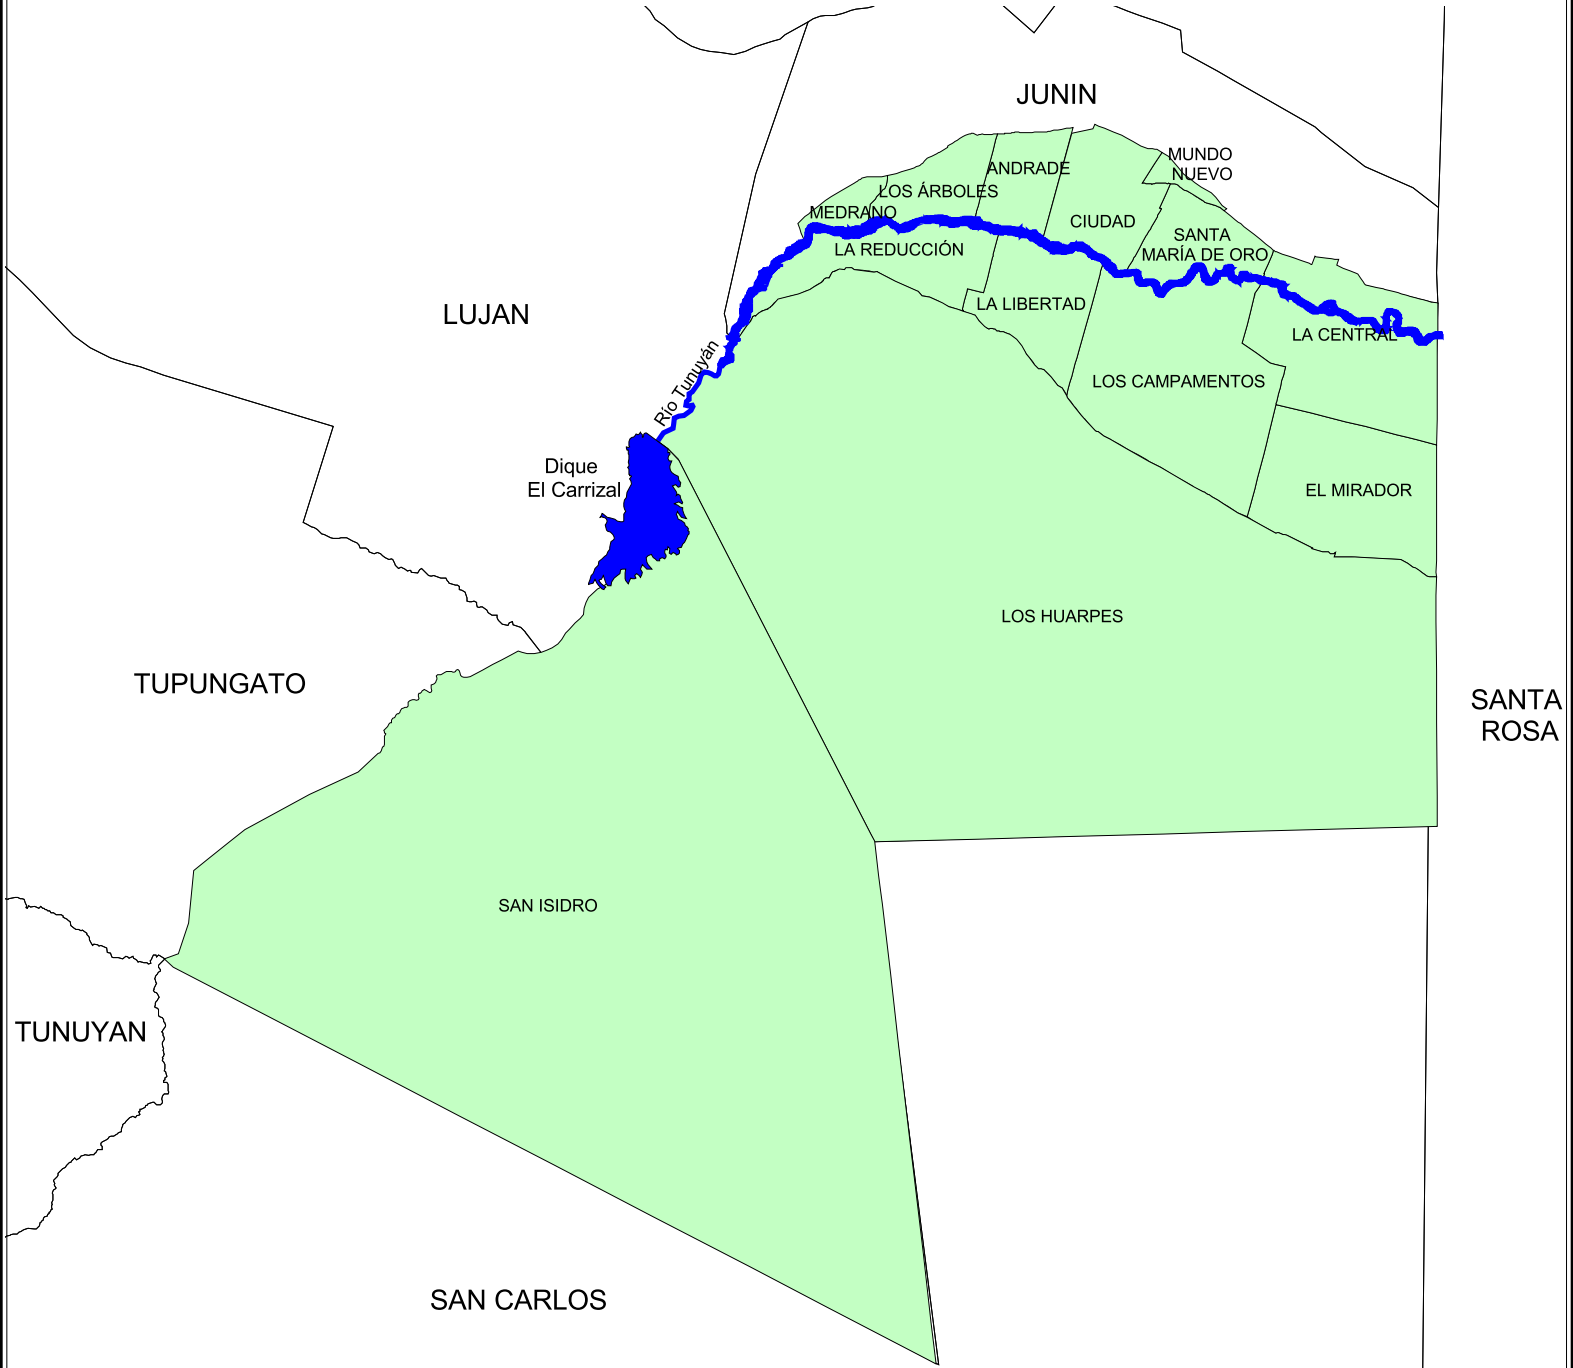 JUNIN
MUNDO
NUEVO
ANDRADE
LOS ÁRBOLES
MEDRANO
CIUDAD
SANTA
MARÍA DE ORO
LA REDUCCIÓN
LA LIBERTAD
LUJAN
LA CENTRAL
Río Tunuyán
LOS CAMPAMENTOS
Dique
El Carrizal
EL MIRADOR
LOS HUARPES
TUPUNGATO
SANTA
ROSA
SAN ISIDRO
TUNUYAN
SAN CARLOS